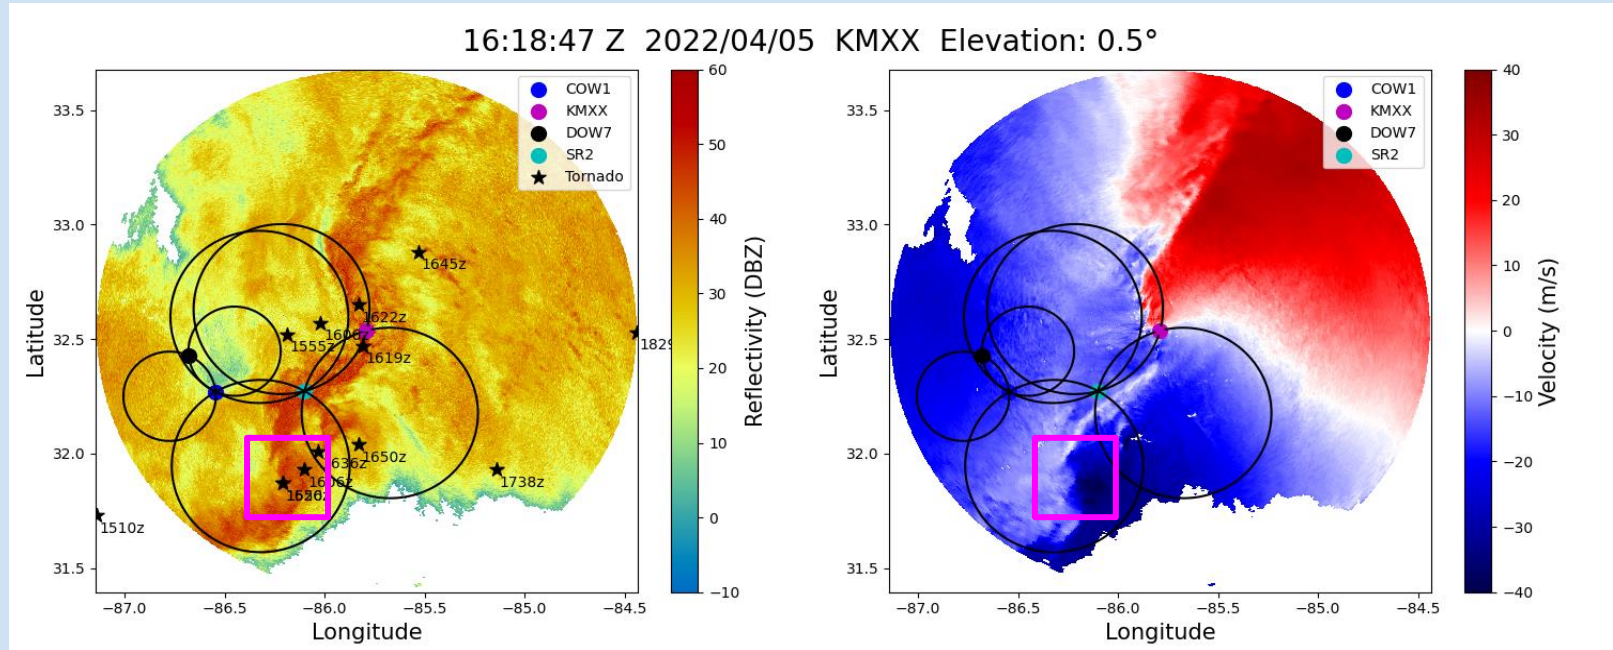 16:18:47 Z 2022/04/05 KMXX Elevation: 0.5°
COW1
KMXX
DOW7
SR2
Tornado
33.5
33.0
32.5
32.0
31.5
Latitude
1645z
1622z
1555z
1619z
1829
1650z
1738z
1510z
−87.0
−86.5
−86.0
−85.5
−85.0
−84.5
Longitude
60
50
40
30
20
10
0
−10
Reflectivity (DBZ)
COW1
KMXX
DOW7
SR2
33.5
33.0
32.5
32.0
31.5
Latitude
−87.0
−86.5
−86.0
−85.5
−85.0
−84.5
Longitude
40
30
20
10
0
−10
−20
−30
−40
Velocity (m/s)